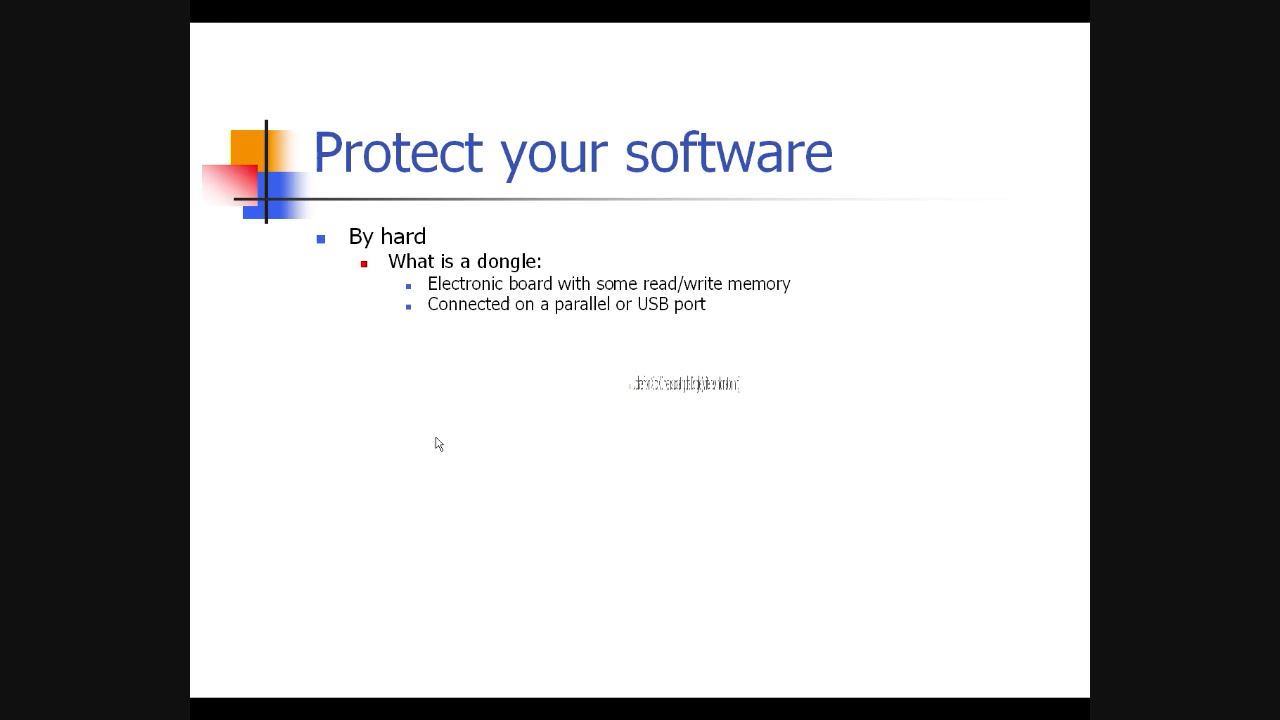 Protect your software
By hard
What is a dongle:
Electronic board with some read/write memory
Connected on a parallel or USB port